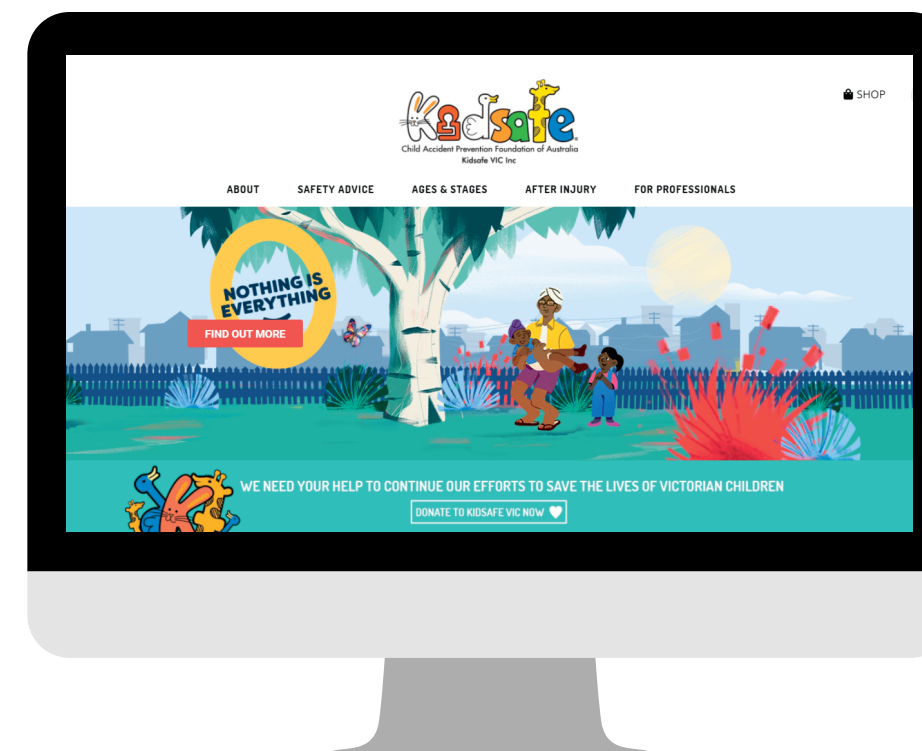 SHOP
Kidsafe
Child Accident Prevention Foundation of Australia
Kidsafe VIC Inc
ABOUT SAFETY ADVICE AGES & STAGES AFTER INJURY FOR PROFESSIONALS
NOTHING IS
EVERYTHING
FIND OUT MORE
WE NEED YOUR HELP TO CONTINUE OUR EFFORTS TO SAVE THE LIVES OF VICTORIAN CHILDREN
DONATE TO KIDSAFE VIC NOW